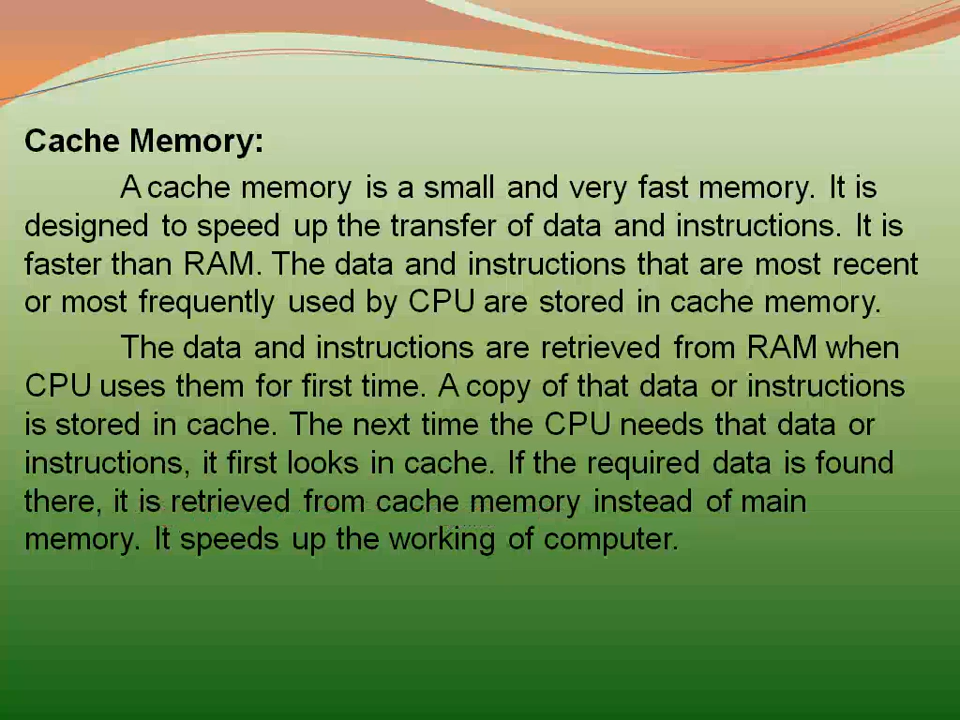 Cache Memory:
A cache memory is a small and very fast memory. It is
designed to speed up the transfer of data and instructions. It is
faster than RAM. The data and instructions that are most recent
or most frequently used by CPU are stored in cache memory.
The data and instructions are retrieved from RAM when
CPU uses them for first time. A copy of that data or instructions
is stored in cache. The next time the CPU needs that data or
instructions, it first looks in cache. If the required data is found
there, it is retrieved from cache memory instead of main
memory. It speeds up the working of computer.